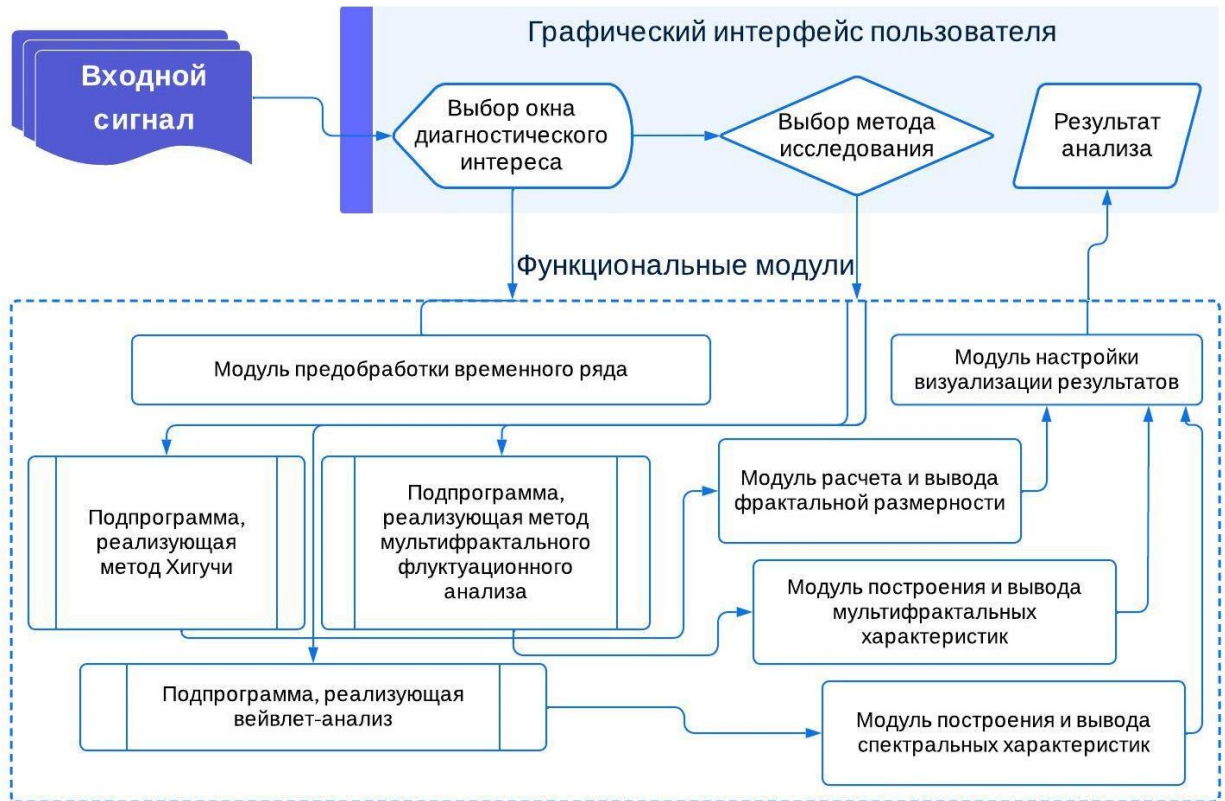 Графический интерфейс пользователя
Входной
сигнал
Выбор окна
диагностического
интереса
Выбор метода
исследования
Результат
анализа
Функциональные модули
Модуль предобработки временного ряда
Модуль настройки
визуализации результатов
Подпрограмма,
реализующая
метод Хигучи
Подпрограмма,
реализующая метод
мультифрактального
флуктуационного
анализа
Модуль расчета и вывода
фрактальной размерности
Модуль построения и вывода
мультифрактальных
характеристик
Подпрограмма, реализующая
вейвлет-анализ
Модуль построения и вывода
спектральных характеристик